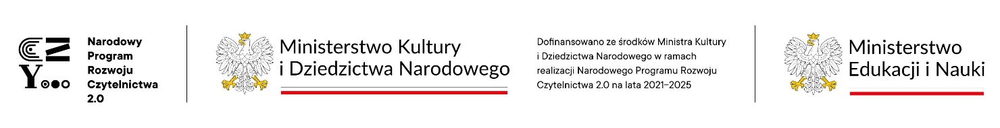 CZ
Y
Narodowy
Program
Rozwoju
Czytelnictwa
2.0
Ministerstwo Kultury
i Dziedzictwa Narodowego
Dofinansowano ze środków Ministra Kultury
i Dziedzictwa Narodowego w ramach
realizacji Narodowego Programu Rozwoju
Czytelnictwa 2.0 na lata 2021–2025
Ministerstwo
Edukacji i Nauki